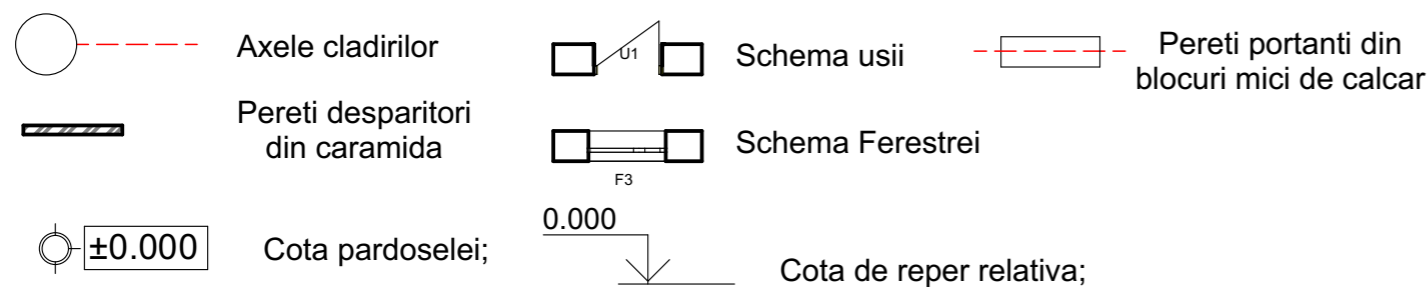 Axele cladirilor
U1
Schema usii
Pereti portanti din
blocuri mici de calcar
Pereti desparitori
din caramida
Schema Ferestrei
F3
±0.000
Cota pardoselei;
0.000
Cota de reper relativa;